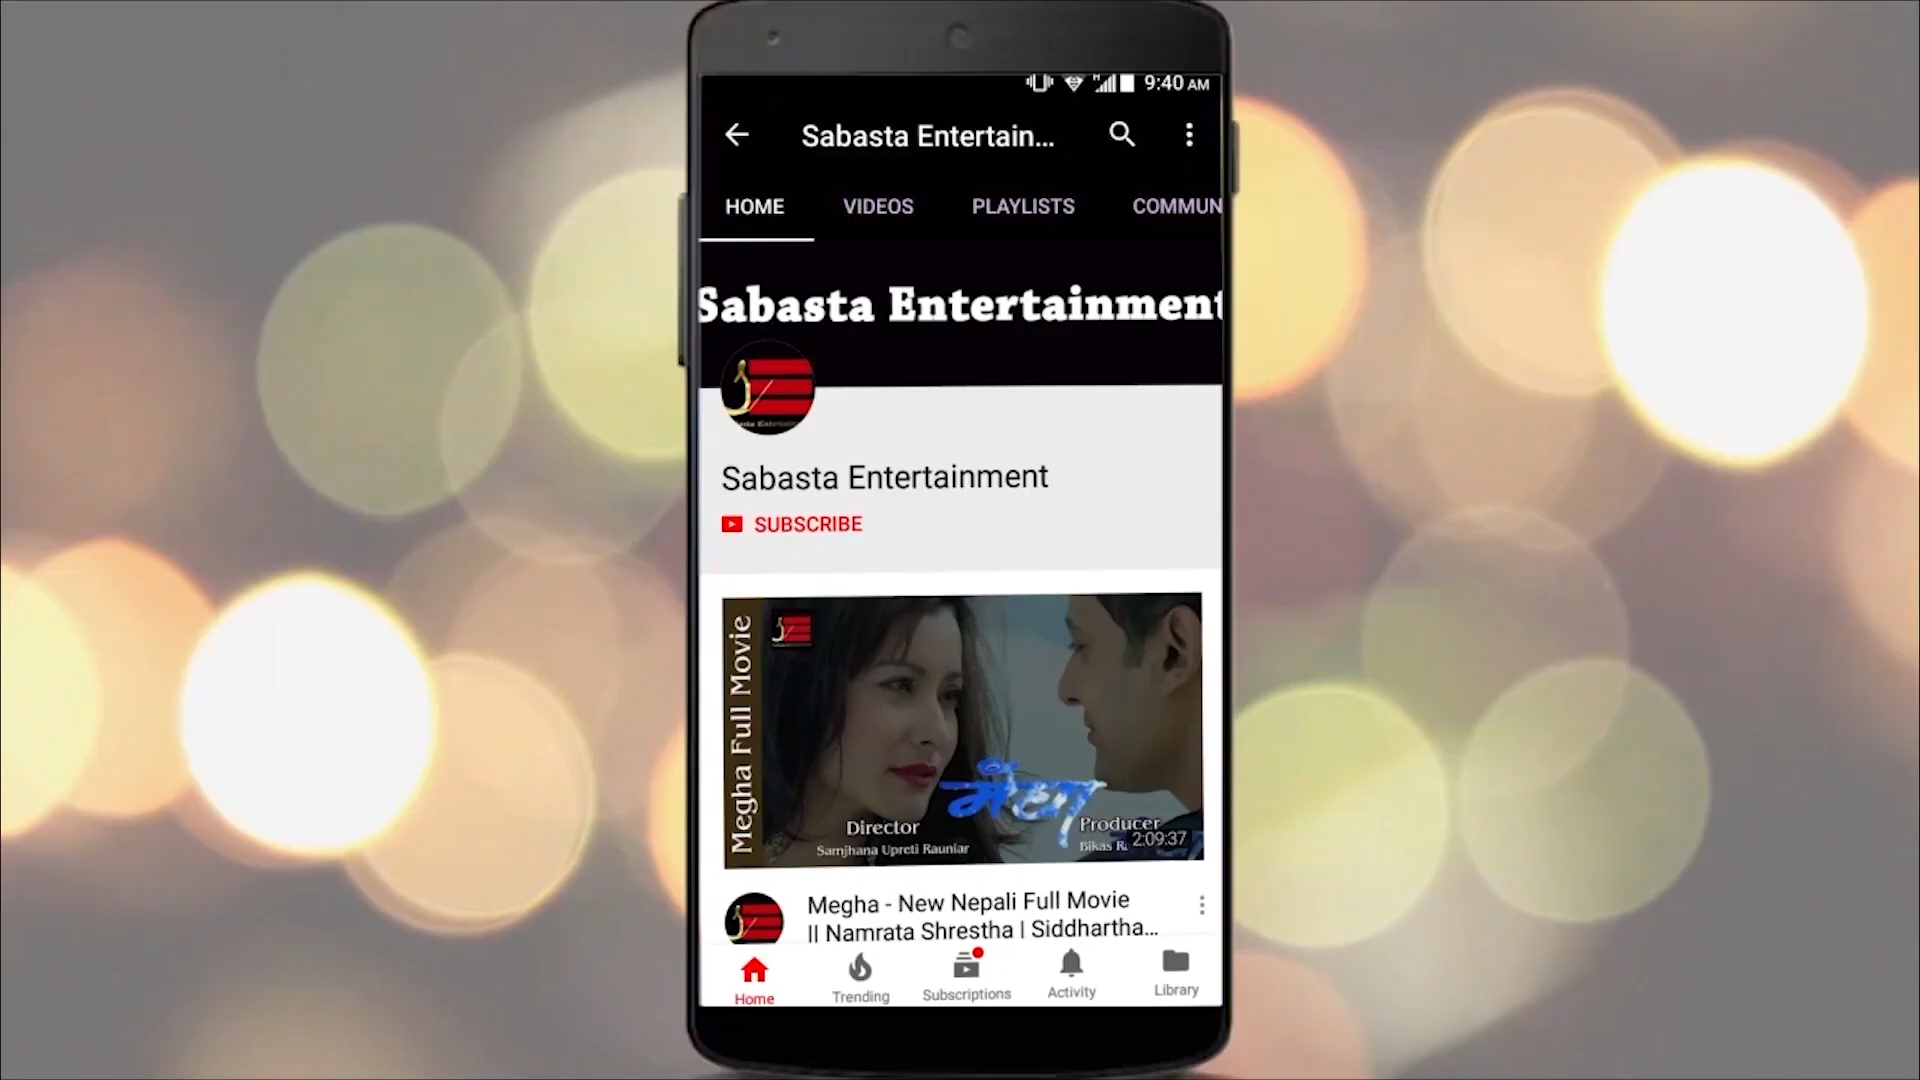 9:40 AM
Sabasta Entertain...
HOME VIDEOS PLAYLISTS COMMUN
Sabasta Entertainment
Sabasta Entertainment
SUBSCRIBE
Megha Full Movie
मेघा
Director
Samjhana Upreti Rauniar
Producer
Bikas R.
2:09:37
Megha - New Nepali Full Movie
|| Namrata Shrestha | Siddhartha...
Home Trending Subscriptions Activity Library